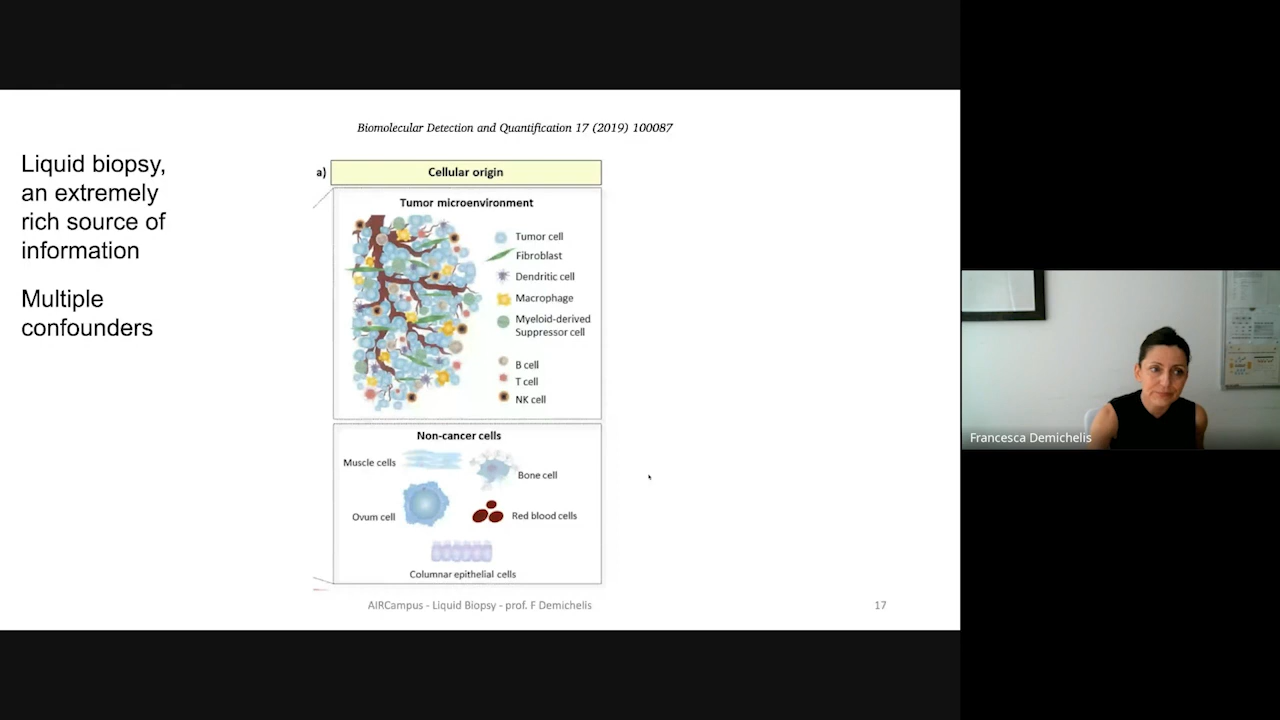 Biomolecular Detection and Quantification 17 (2019) 100087
Liquid biopsy,
an extremely
rich source of
information
Multiple
confounders
a)
Cellular origin
Tumor microenvironment
Tumor cell
Fibroblast
Dendritic cell
Macrophage
Myeloid-derived
Suppressor cell
B cell
T cell
NK cell
Non-cancer cells
Muscle cells
Bone cell
Ovum cell
Red blood cells
Columnar epithelial cells
AIRCampus - Liquid Biopsy - prof. F Demichelis
17
Francesca Demichelis